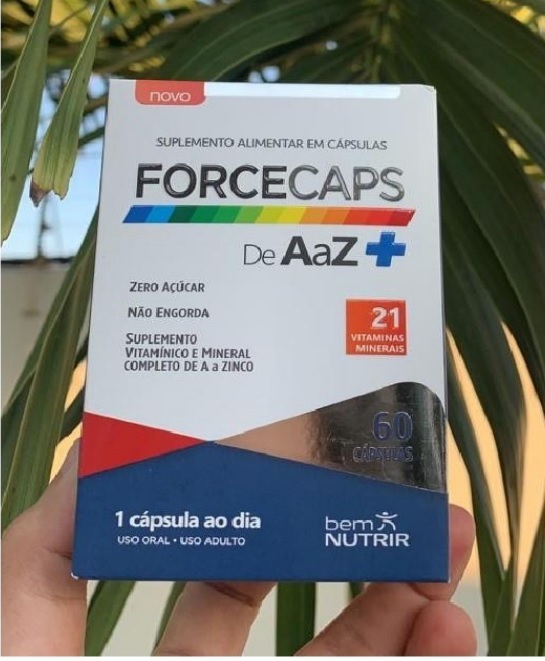 novo
SUPLEMENTO ALIMENTAR EM CÁPSULAS
FORCECAPS
De AaZ+
ZERO AÇÚCAR
NÃO ENGORDA
SUPLEMENTO
VITAMÍNICO E MINERAL
COMPLETO DE A a ZINCO
21
VITAMINAS
MINERAIS
60
CÁPSULAS
1 cápsula ao dia
USO ORAL • USO ADULTO
bem
NUTRIR